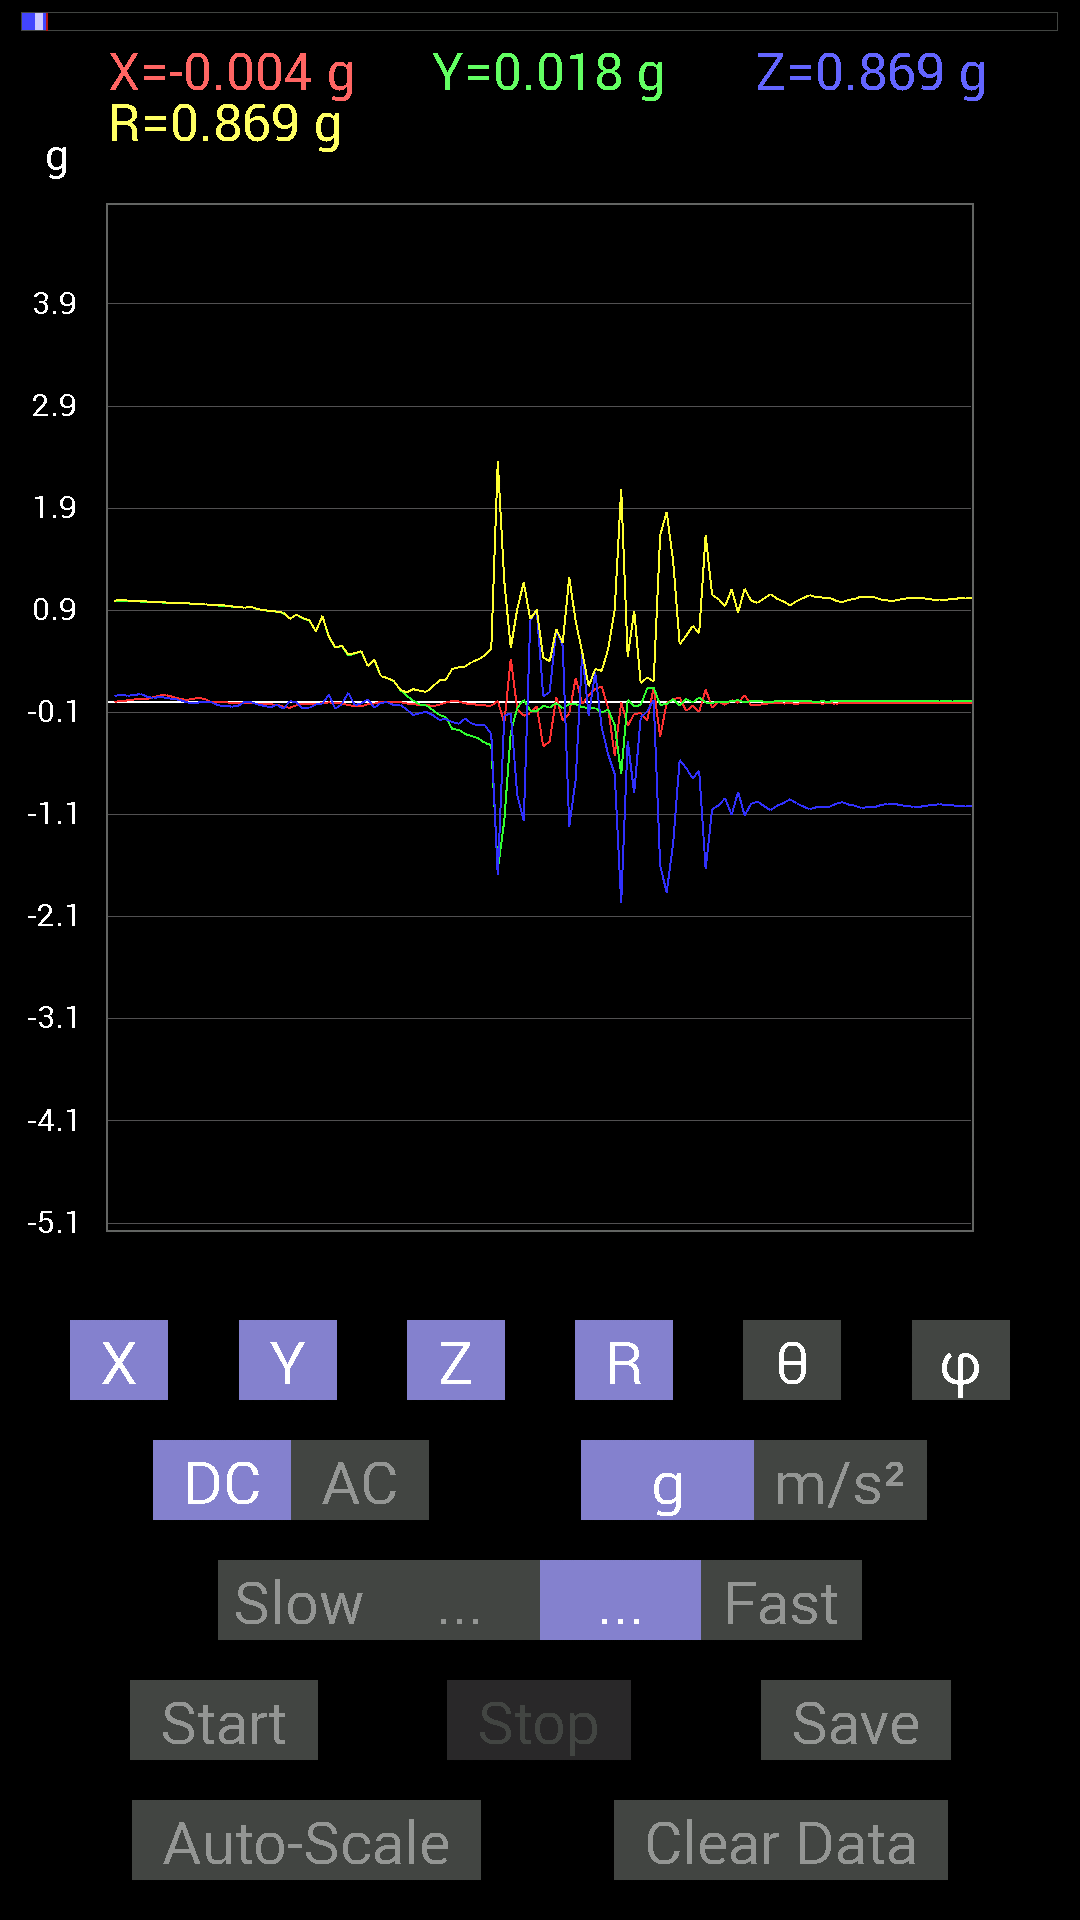 X=-0.004 g Y=0.018 g Z=0.869 g
R=0.869 g
g
3.9
2.9
1.9
0.9
-0.1
-1.1
-2.1
-3.1
-4.1
-5.1
X Y Z R θ φ
DC AC g m/s²
Slow ... ... Fast
Start Stop Save
Auto-Scale Clear Data